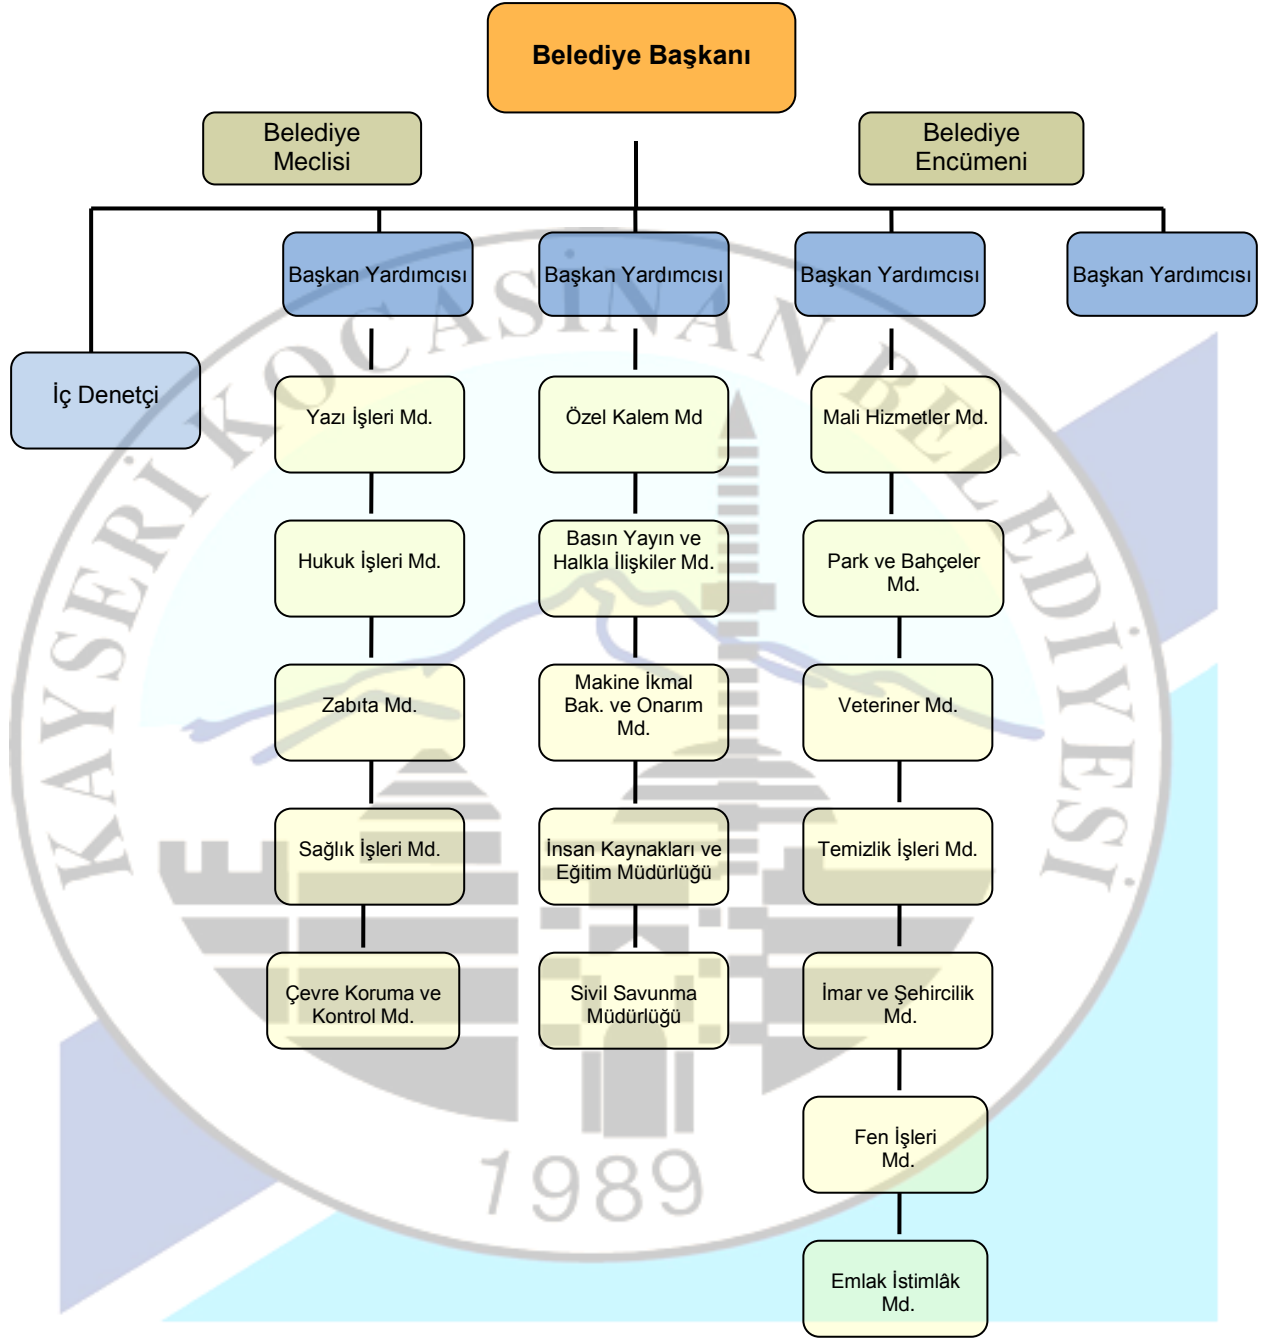 Belediye Başkanı
Belediye
Meclisi
Belediye
Encümeni
Başkan Yardımcısı
Başkan Yardımcısı
Başkan Yardımcısı
Başkan Yardımcısı
İç Denetçi
Yazı İşleri Md.
Özel Kalem Md
Mali Hizmetler Md.
Hukuk İşleri Md.
Basın Yayın ve
Halkla İlişkiler Md.
Park ve Bahçeler
Md.
Zabıta Md.
Makine İkmal
Bak. ve Onarım
Md.
Veteriner Md.
Sağlık İşleri Md.
İnsan Kaynakları ve
Eğitim Müdürlüğü
Temizlik İşleri Md.
Çevre Koruma ve
Kontrol Md.
Sivil Savunma
Müdürlüğü
İmar ve Şehircilik
Md.
Fen İşleri
Md.
Emlak İstimlâk
Md.
KAYSERİ KOCASİNAN BELEDİYESİ
1989